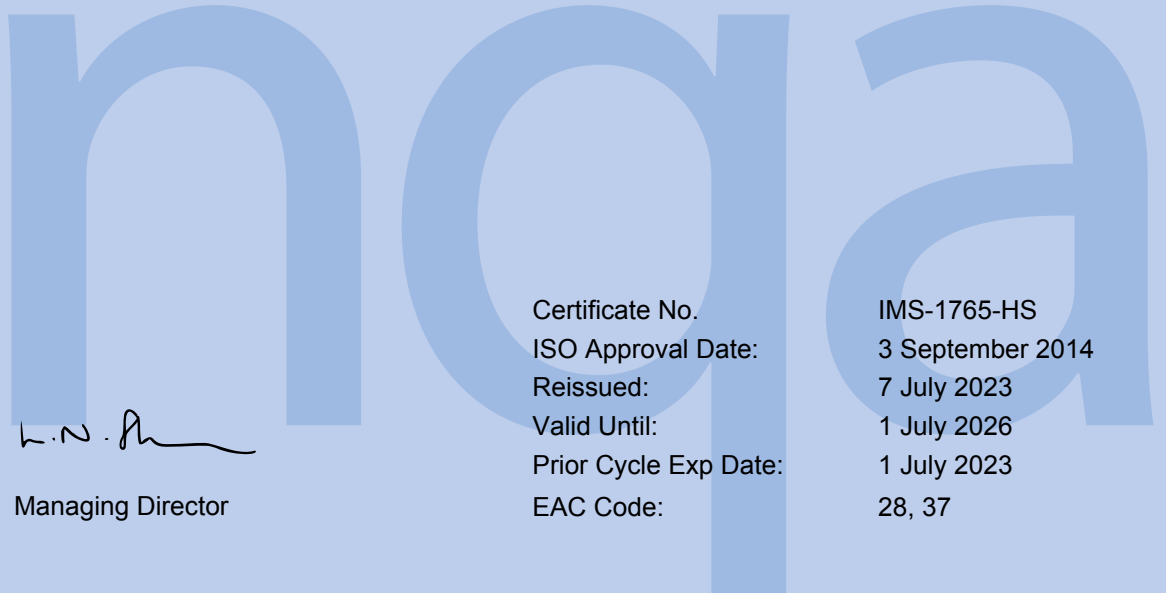 nqa
Certificate No. IMS-1765-HS
ISO Approval Date: 3 September 2014
Reissued: 7 July 2023
Valid Until: 1 July 2026
Prior Cycle Exp Date: 1 July 2023
EAC Code: 28, 37
L.N.
Managing Director